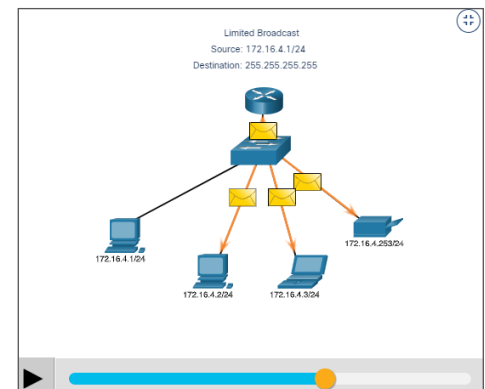 Limited Broadcast
Source: 172.16.4.1/24
Destination: 255.255.255.255
172.16.4.253/24
172.16.4.1/24
172.16.4.2/24
172.16.4.3/24